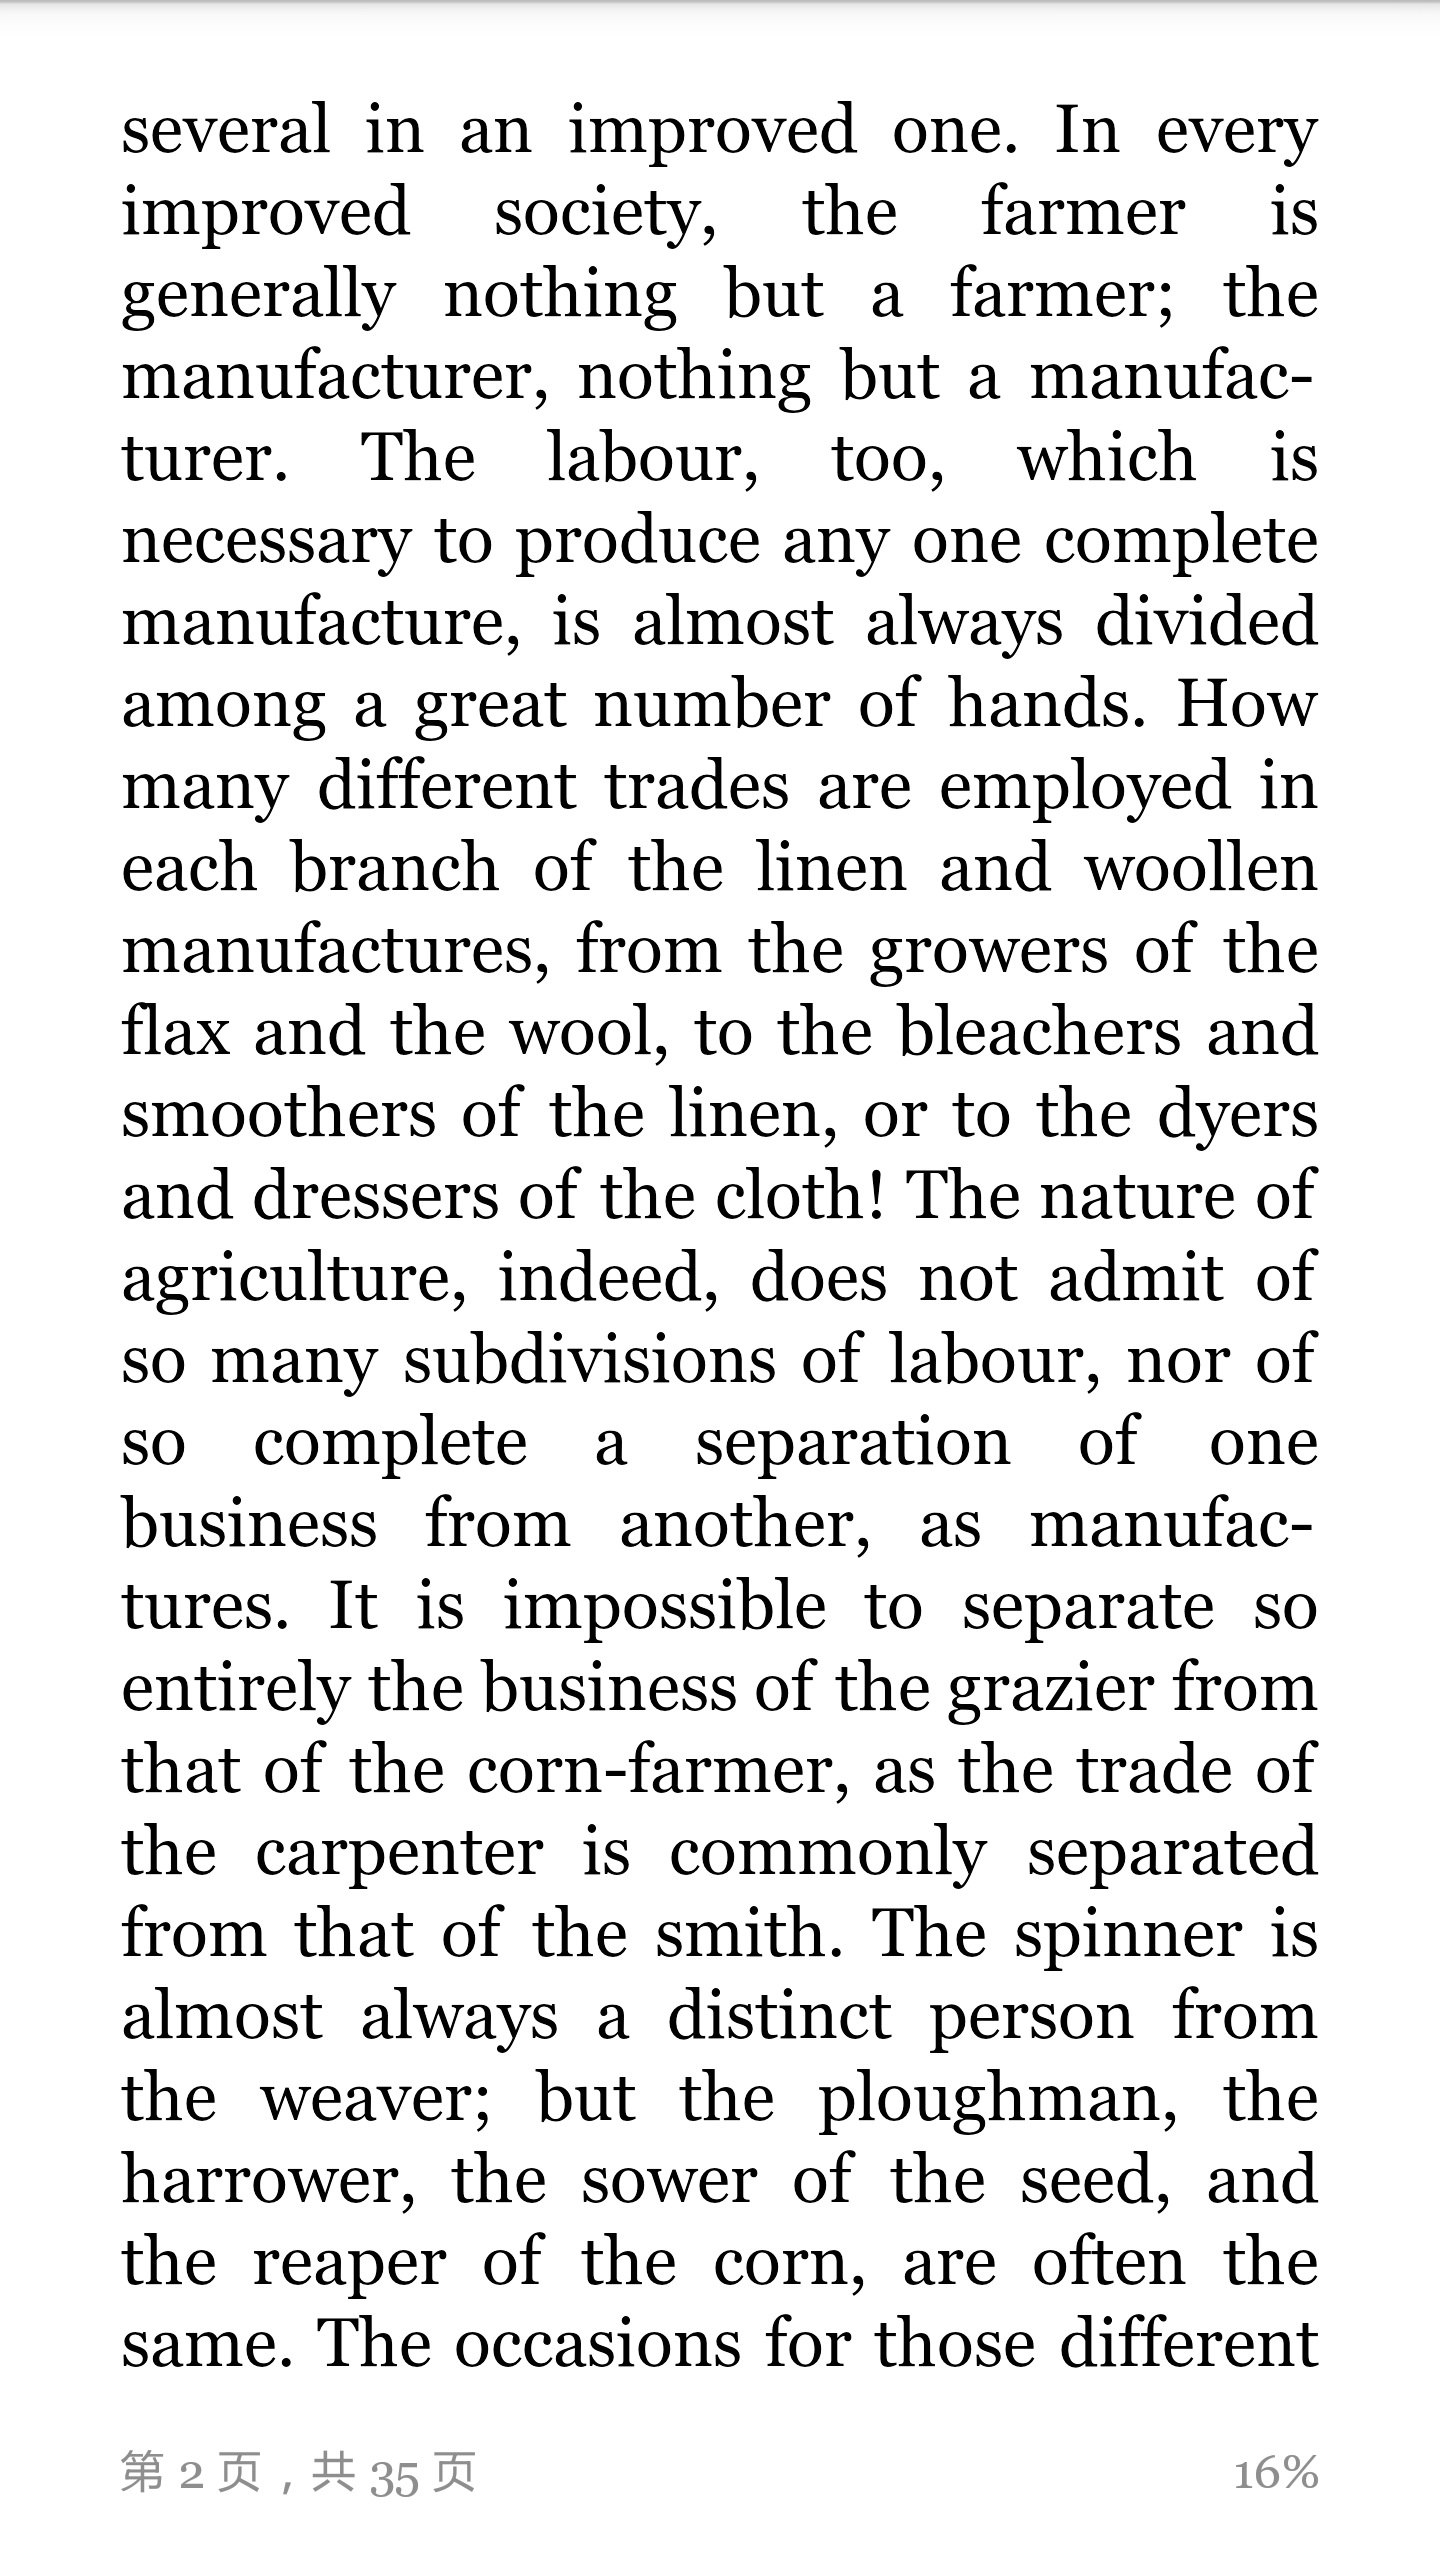 several in an improved one. In every
improved society, the farmer is
generally nothing but a farmer; the
manufacturer, nothing but a manufac-
turer. The labour, too, which is
necessary to produce any one complete
manufacture, is almost always divided
among a great number of hands. How
many different trades are employed in
each branch of the linen and woollen
manufactures, from the growers of the
flax and the wool, to the bleachers and
smoothers of the linen, or to the dyers
and dressers of the cloth! The nature of
agriculture, indeed, does not admit of
so many subdivisions of labour, nor of
so complete a separation of one
business from another, as manufac-
tures. It is impossible to separate so
entirely the business of the grazier from
that of the corn-farmer, as the trade of
the carpenter is commonly separated
from that of the smith. The spinner is
almost always a distinct person from
the weaver; but the ploughman, the
harrower, the sower of the seed, and
the reaper of the corn, are often the
same. The occasions for those different
第 2 页，共 35 页 16%